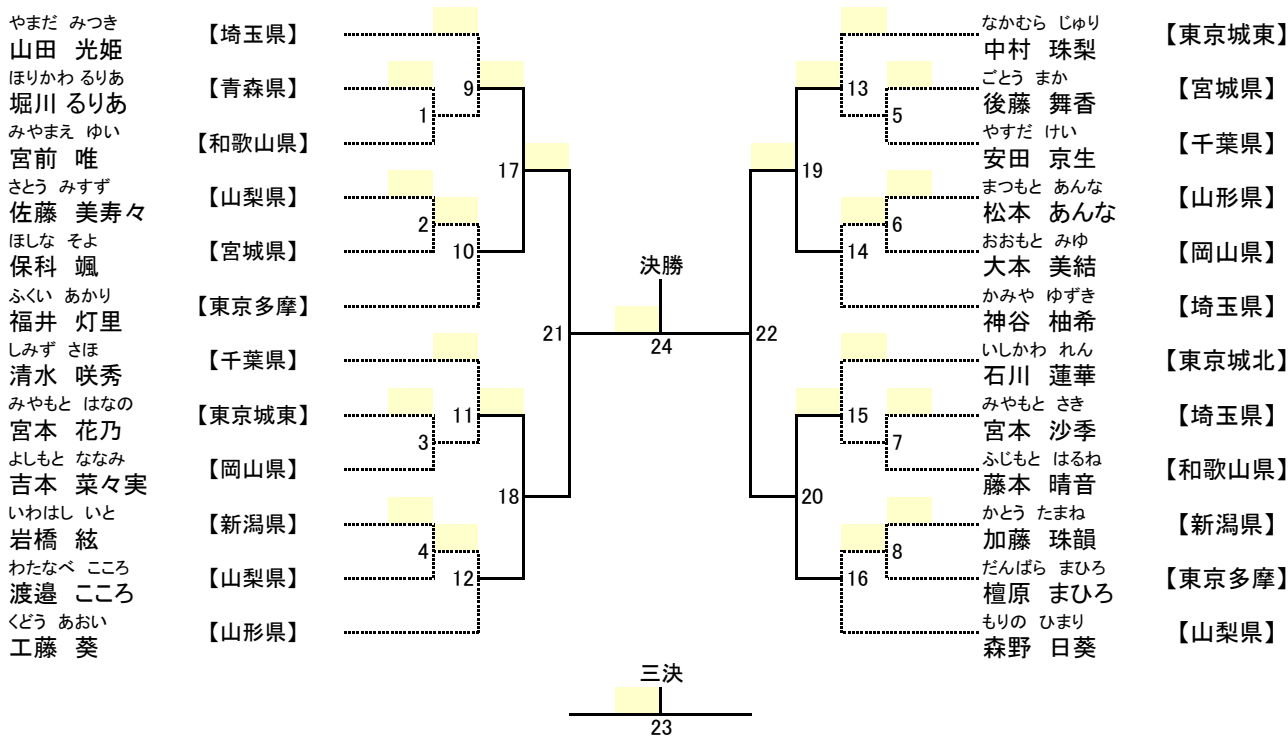 やまだ みつき
山田 光姫 【埼玉県】
ほりかわ るりあ
堀川 るりあ 【青森県】
みやまえ ゆい
宮前 唯 【和歌山県】
さとう みすず
佐藤 美寿々 【山梨県】
ほしな そよ
保科 颯 【宮城県】
ふくい あかり
福井 灯里 【東京多摩】
しみず さほ
清水 咲秀 【千葉県】
みやもと はなの
宮本 花乃 【東京城東】
よしもと ななみ
吉本 菜々実 【岡山県】
いわはし いと
岩橋 絃 【新潟県】
わたなべ こころ
渡邉 こころ 【山梨県】
くどう あおい
工藤 葵 【山形県】
1
2
3
4
9
10
11
12
17
18
21
決勝
24
三決
23
22
19
20
13
14
15
16
5
6
7
8
なかむら じゅり
中村 珠梨 【東京城東】
ごとう まか
後藤 舞香 【宮城県】
やすだ けい
安田 京生 【千葉県】
まつもと あんな
松本 あんな 【山形県】
おおもと みゆ
大本 美結 【岡山県】
かみや ゆずき
神谷 柚希 【埼玉県】
いしかわ れん
石川 蓮華 【東京城北】
みやもと さき
宮本 沙季 【埼玉県】
ふじもと はるね
藤本 晴音 【和歌山県】
かとう たまね
加藤 珠韻 【新潟県】
だんばら まひろ
檀原 まひろ 【東京多摩】
もりの ひまり
森野 日葵 【山梨県】